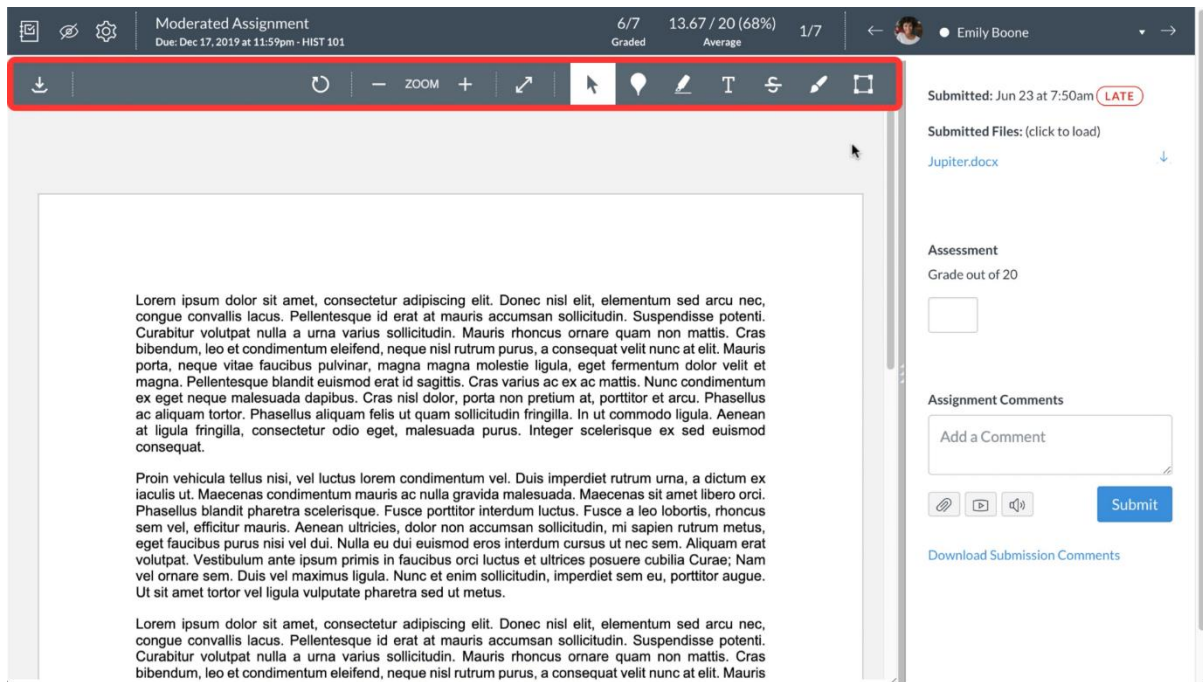 Moderated Assignment
Due: Dec 17, 2019 at 11:59pm - HIST 101
6/7
Graded
13.67 / 20 (68%)
Average
1/7
Emily Boone
ZOOM
T
S
Submitted: Jun 23 at 7:50am LATE
Submitted Files: (click to load)
Jupiter.docx
Assessment
Grade out of 20
Assignment Comments
Add a Comment
Submit
Download Submission Comments
Lorem ipsum dolor sit amet, consectetur adipiscing elit. Donec nisl elit, elementum sed arcu nec,
congue convallis lacus. Pellentesque id erat at mauris accumsan sollicitudin. Suspendisse potenti.
Curabitur volutpat nulla a urna varius sollicitudin. Mauris rhoncus ornare quam non mattis. Cras
bibendum, leo et condimentum eleifend, neque nisl rutrum purus, a consequat velit nunc at elit. Mauris
porta, neque vitae faucibus pulvinar, magna magna molestie ligula, eget fermentum dolor velit et
magna. Pellentesque blandit euismod erat id sagittis. Cras varius ac ex ac mattis. Nunc condimentum
ex eget neque malesuada dapibus. Cras nisl dolor, porta non pretium at, porttitor et arcu. Phasellus
ac aliquam tortor. Phasellus aliquam felis ut quam sollicitudin fringilla. In ut commodo ligula. Aenean
at ligula fringilla, consectetur odio eget, malesuada purus. Integer scelerisque ex sed euismod
consequat.
Proin vehicula tellus nisi, vel luctus lorem condimentum vel. Duis imperdiet rutrum urna, a dictum ex
iaculis ut. Maecenas condimentum mauris ac nulla gravida malesuada. Maecenas sit amet libero orci.
Phasellus blandit pharetra scelerisque. Fusce porttitor interdum luctus. Fusce a leo lobortis, rhoncus
sem vel, efficitur mauris. Aenean ultricies, dolor non accumsan sollicitudin, mi sapien rutrum metus,
eget faucibus purus nisi vel dui. Nulla eu dui euismod eros interdum cursus ut nec sem. Aliquam erat
volutpat. Vestibulum ante ipsum primis in faucibus orci luctus et ultrices posuere cubilia Curae; Nam
vel ornare sem. Duis vel maximus ligula. Nunc et enim sollicitudin, imperdiet sem eu, porttitor augue.
Ut sit amet tortor vel ligula vulputate pharetra sed ut metus.
Lorem ipsum dolor sit amet, consectetur adipiscing elit. Donec nisl elit, elementum sed arcu nec,
congue convallis lacus. Pellentesque id erat at mauris accumsan sollicitudin. Suspendisse potenti.
Curabitur volutpat nulla a urna varius sollicitudin. Mauris rhoncus ornare quam non mattis. Cras
bibendum, leo et condimentum eleifend, neque nisl rutrum purus, a consequat velit nunc at elit. Mauris